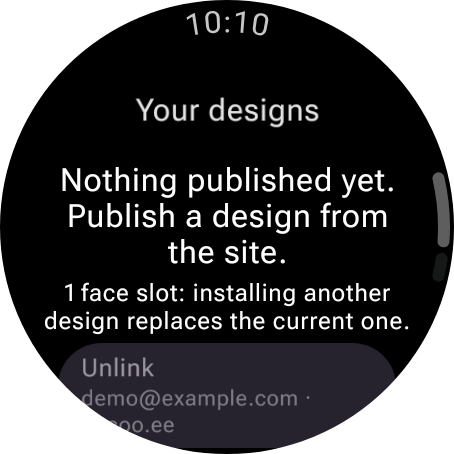 10:10
Your designs
Nothing published yet.
Publish a design from
the site.
1 face slot: installing another
design replaces the current one.
Unlink
demo@example.com ·